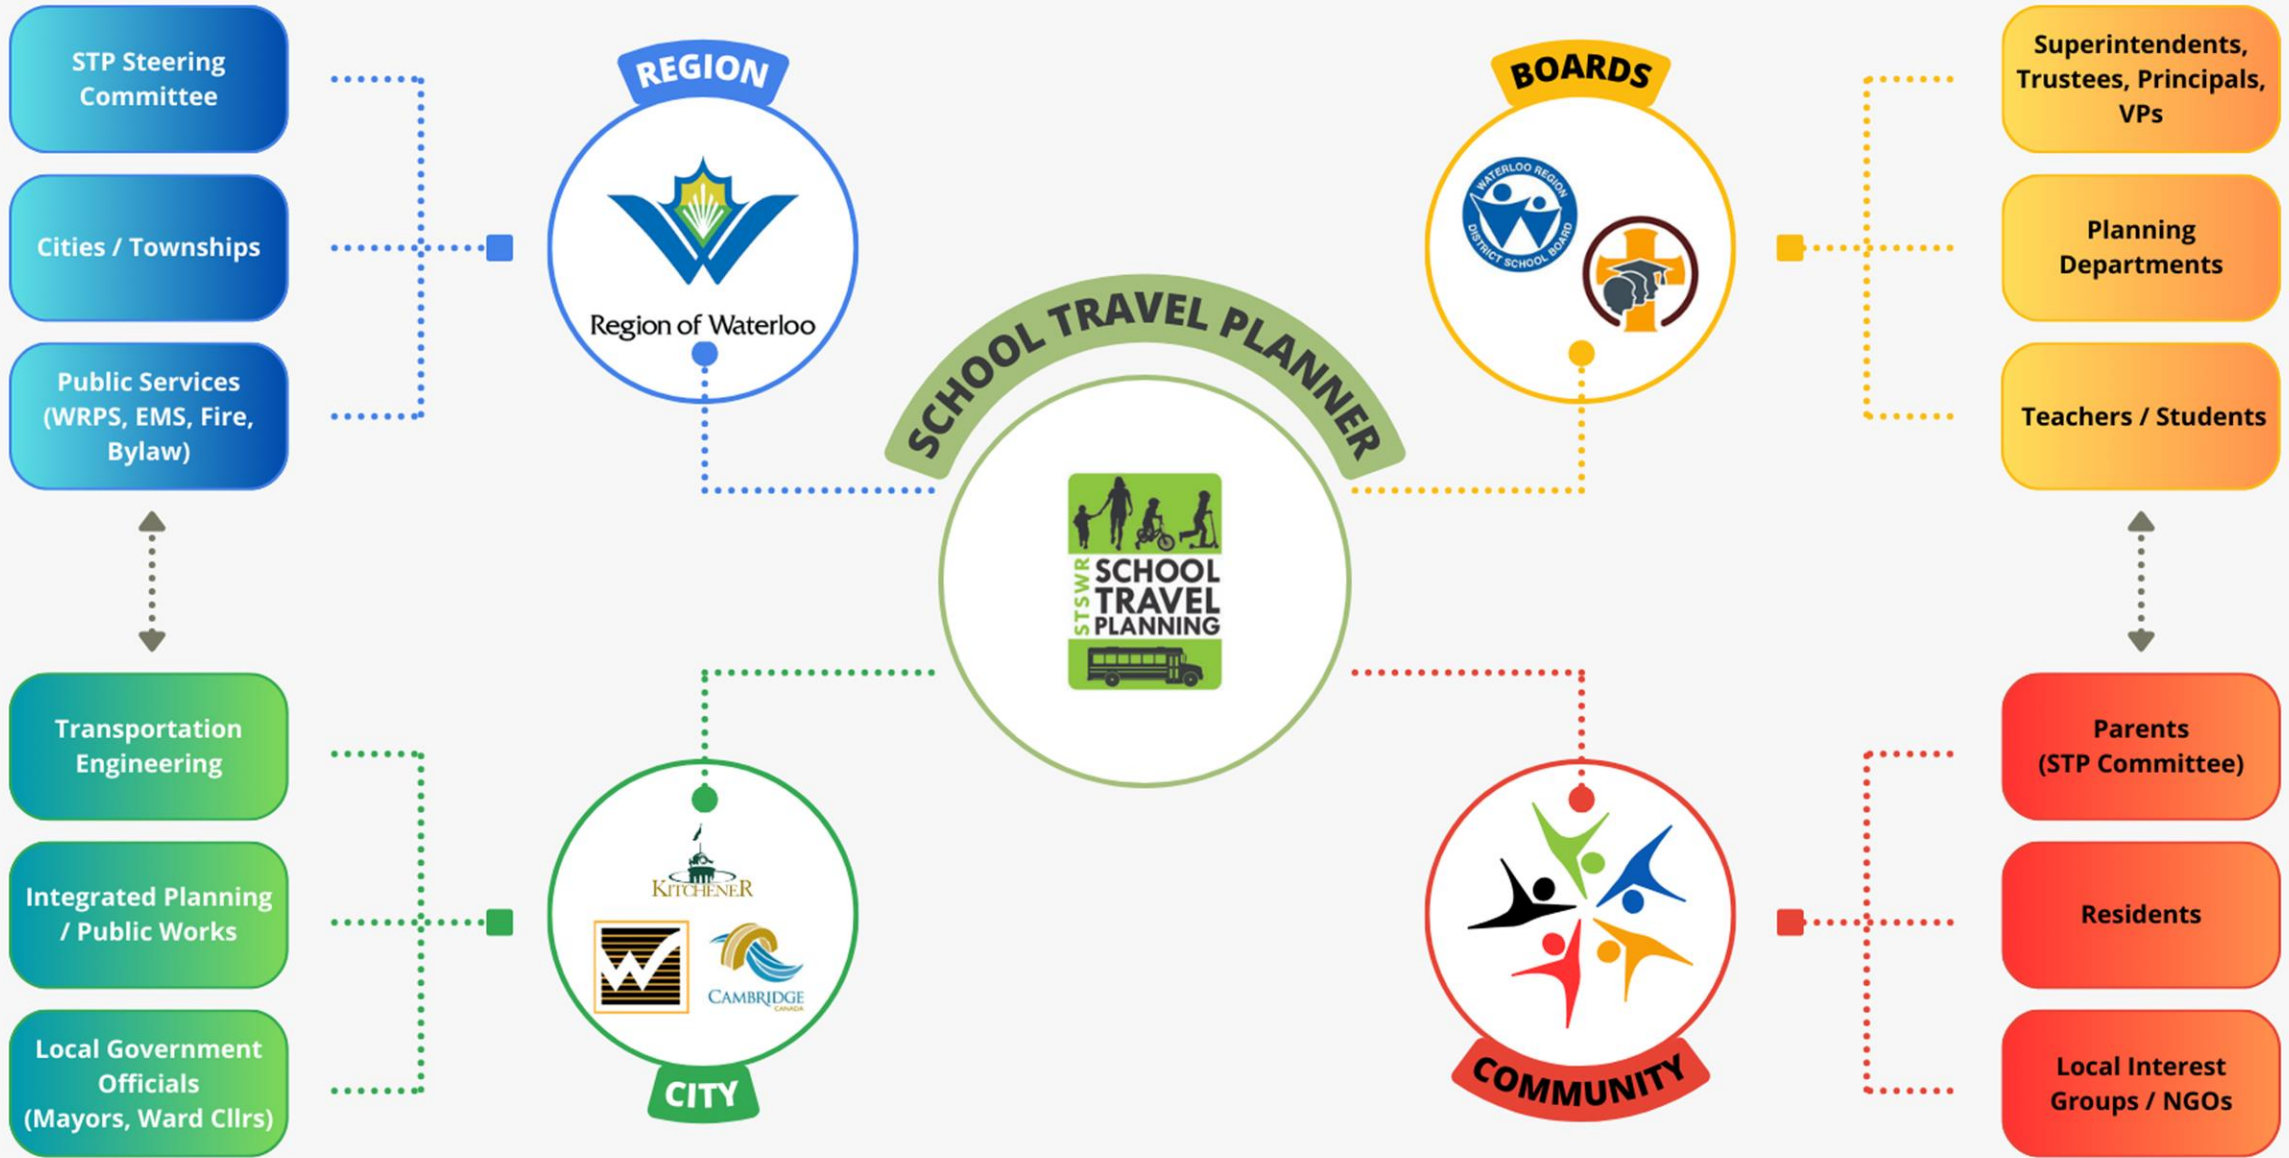 STP Steering
Committee
Cities / Townships
Public Services
(WRPS, EMS, Fire,
Bylaw)
REGION
Region of Waterloo
BOARDS
WATERLOO REGION
DISTRICT SCHOOL BOARD
Superintendents,
Trustees, Principals,
VPs
Planning
Departments
Teachers / Students
SCHOOL TRAVEL PLANNER
STSWR
SCHOOL
TRAVEL
PLANNING
Transportation
Engineering
Integrated Planning
/ Public Works
Local Government
Officials
(Mayors, Ward Cllrs)
KITCHENER
W
CAMBRIDGE
CANADA
CITY
COMMUNITY
Parents
(STP Committee)
Residents
Local Interest
Groups / NGOs